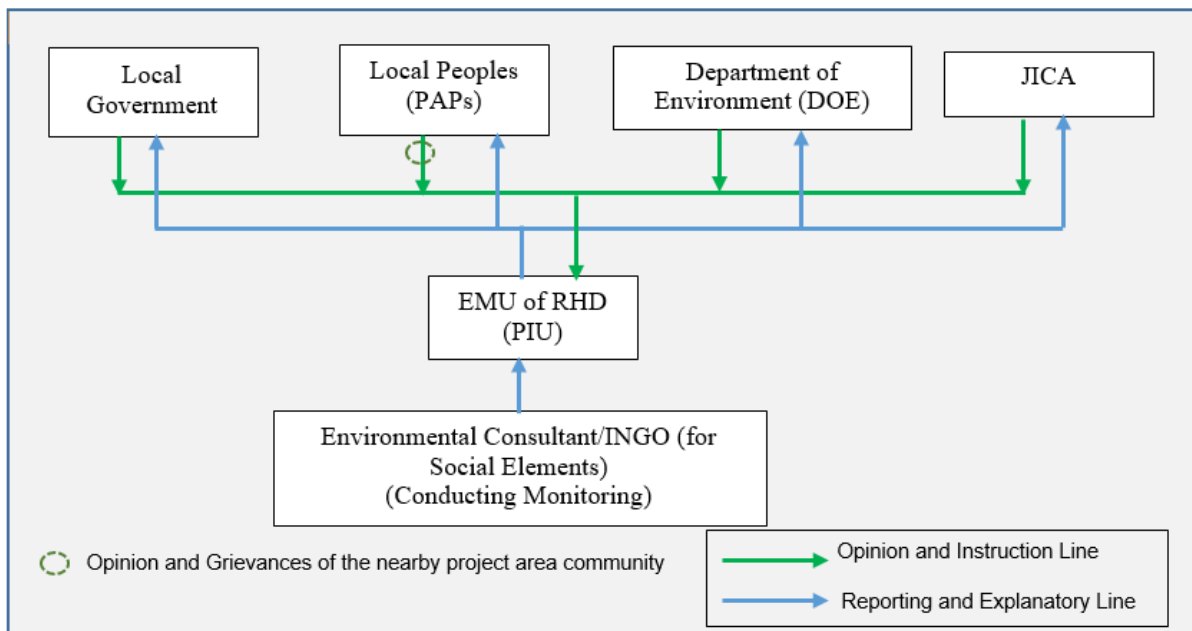 Local
Government
Local Peoples
(PAPs)
Department of
Environment (DOE)
JICA
EMU of RHD
(PIU)
Environmental Consultant/INGO (for
Social Elements)
(Conducting Monitoring)
Opinion and Grievances of the nearby project area community
Opinion and Instruction Line
Reporting and Explanatory Line